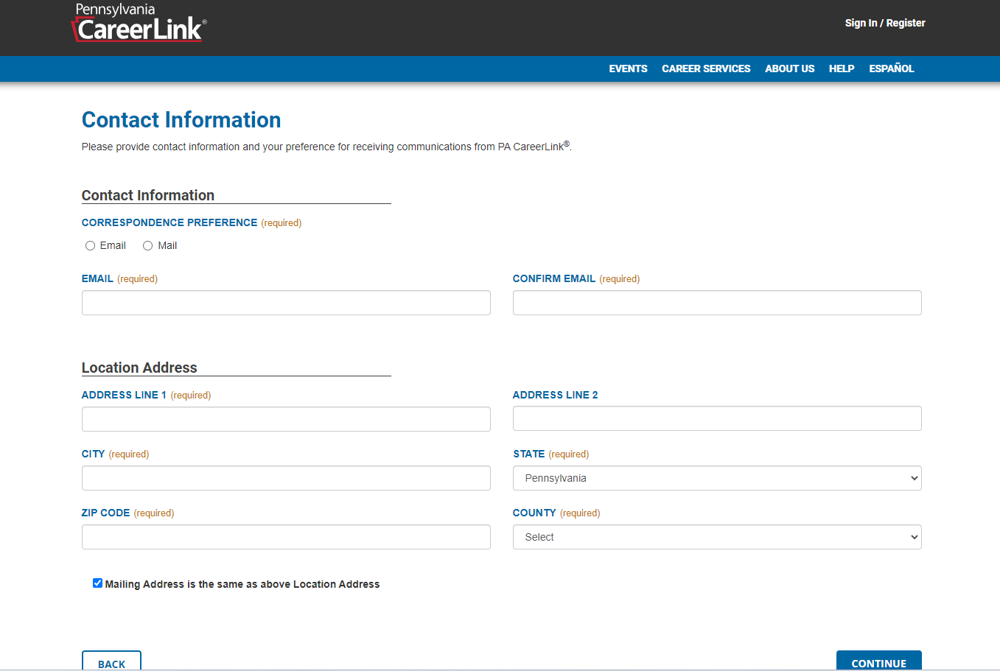 Pennsylvania
CareerLink®
Sign In / Register
EVENTS CAREER SERVICES ABOUT US HELP ESPAÑOL
Contact Information
Please provide contact information and your preference for receiving communications from PA CareerLink®.
Contact Information
CORRESPONDENCE PREFERENCE (required)
Email Mail
EMAIL (required) CONFIRM EMAIL (required)
Location Address
ADDRESS LINE 1 (required) ADDRESS LINE 2
CITY (required) STATE (required)
Pennsylvania
ZIP CODE (required) COUNTY (required)
Select
Mailing Address is the same as above Location Address
BACK CONTINUE